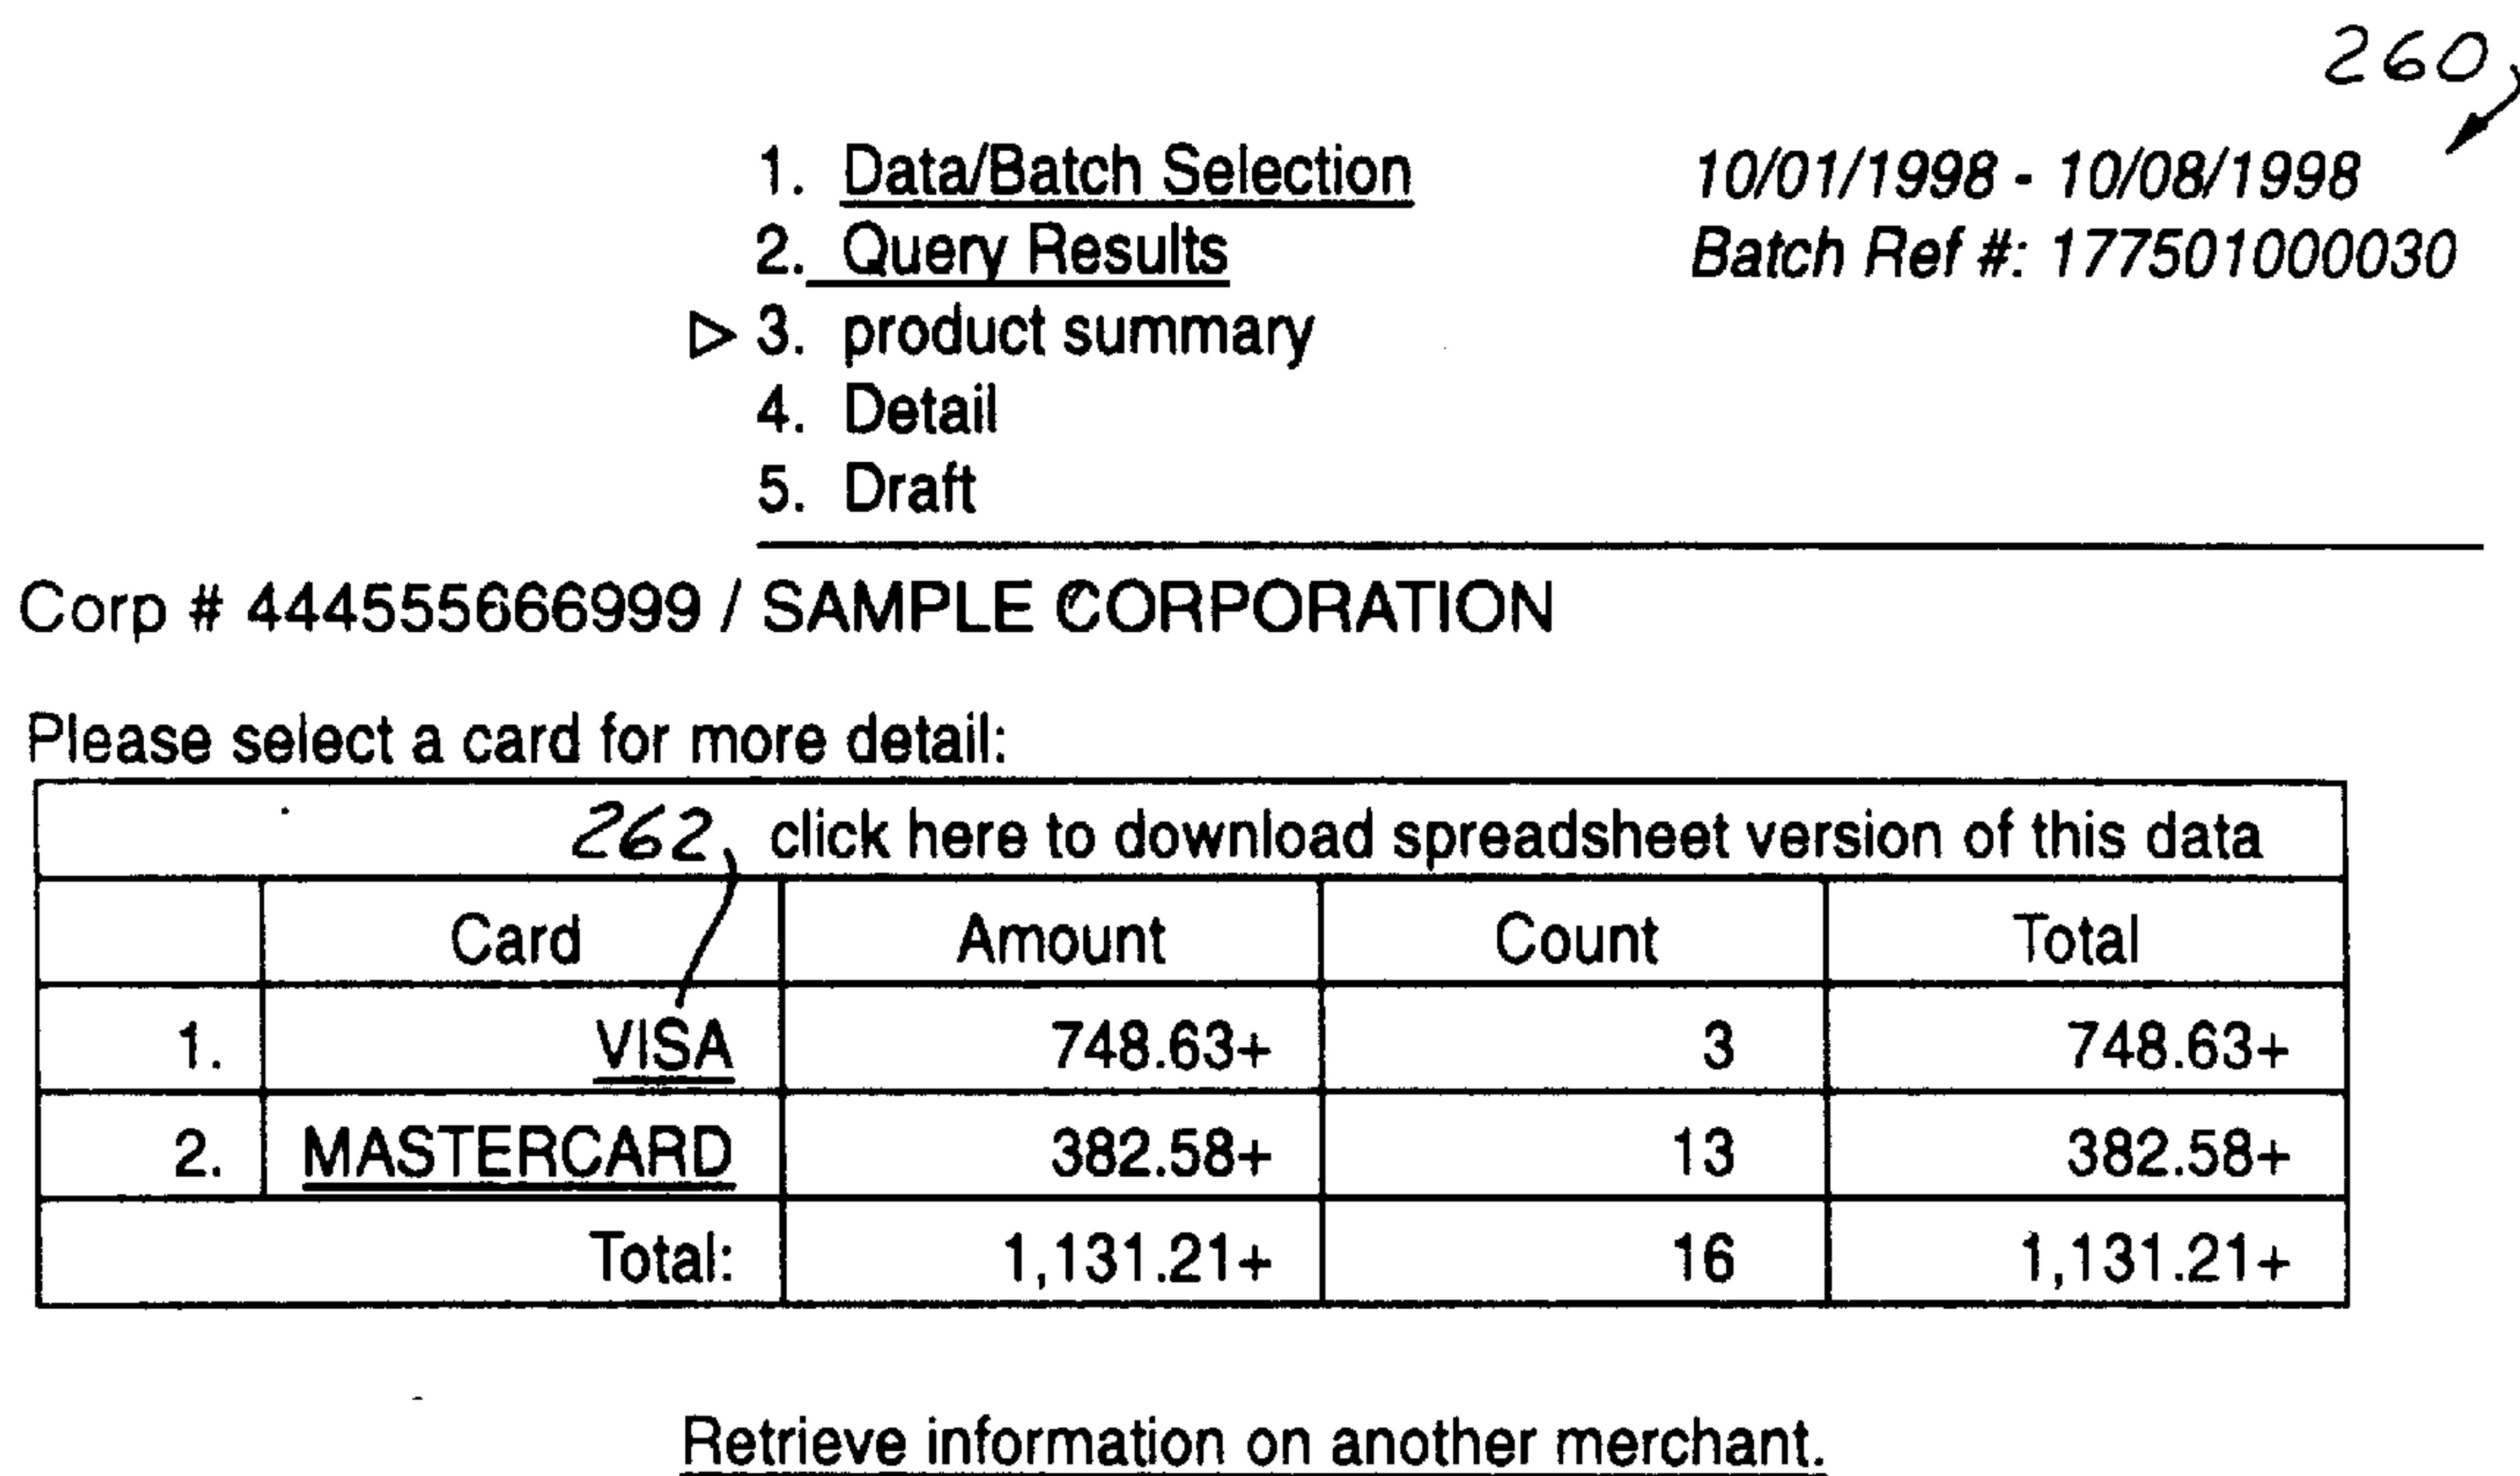 260
1. Data/Batch Selection 10/01/1998 - 10/08/1998
2. Query Results Batch Ref #: 177501000030
3. product summary
4. Detail
5. Draft
Corp # 444555666999 / SAMPLE CORPORATION
Please select a card for more detail:
262 click here to download spreadsheet version of this data
Card Amount Count Total
1. VISA 748.63+ 3 748.63+
2. MASTERCARD 382.58+ 13 382.58+
Total: 1,131.21+ 16 1,131.21+
Retrieve information on another merchant.